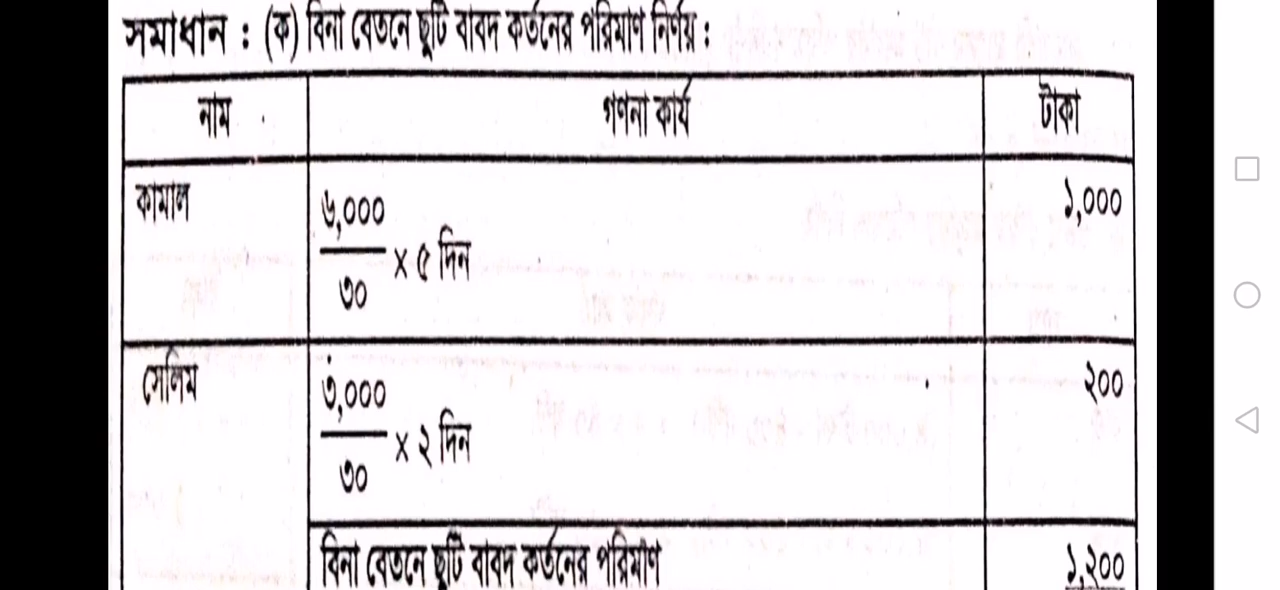 সমাধান : (ক) বিনা বেতনে ছুটি বাবদ কর্তনের পরিমাণ নির্ণয় :
নাম গণনা কার্য টাকা
কামাল ৬,০০০ ১,০০০
× ৫ দিন
৩০
সেলিম ৩,০০০ ২০০
× ২ দিন
৩০
বিনা বেতনে ছুটি বাবদ কর্তনের পরিমাণ ১,২০০